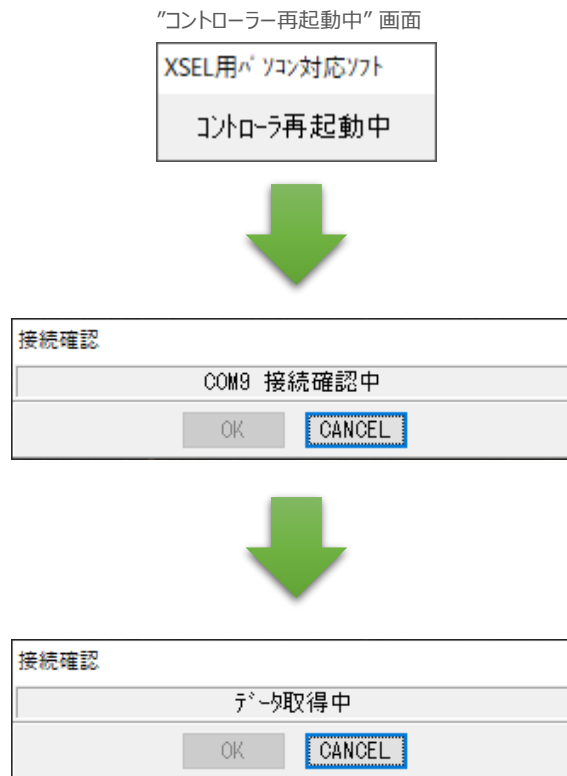 ”コントローラー再起動中” 画面
XSEL用ﾊﾟｿｺﾝ対応ｿﾌﾄ
ｺﾝﾄﾛｰﾗ再起動中
接続確認
COM9 接続確認中
OK CANCEL
接続確認
ﾃﾞｰﾀ取得中
OK CANCEL